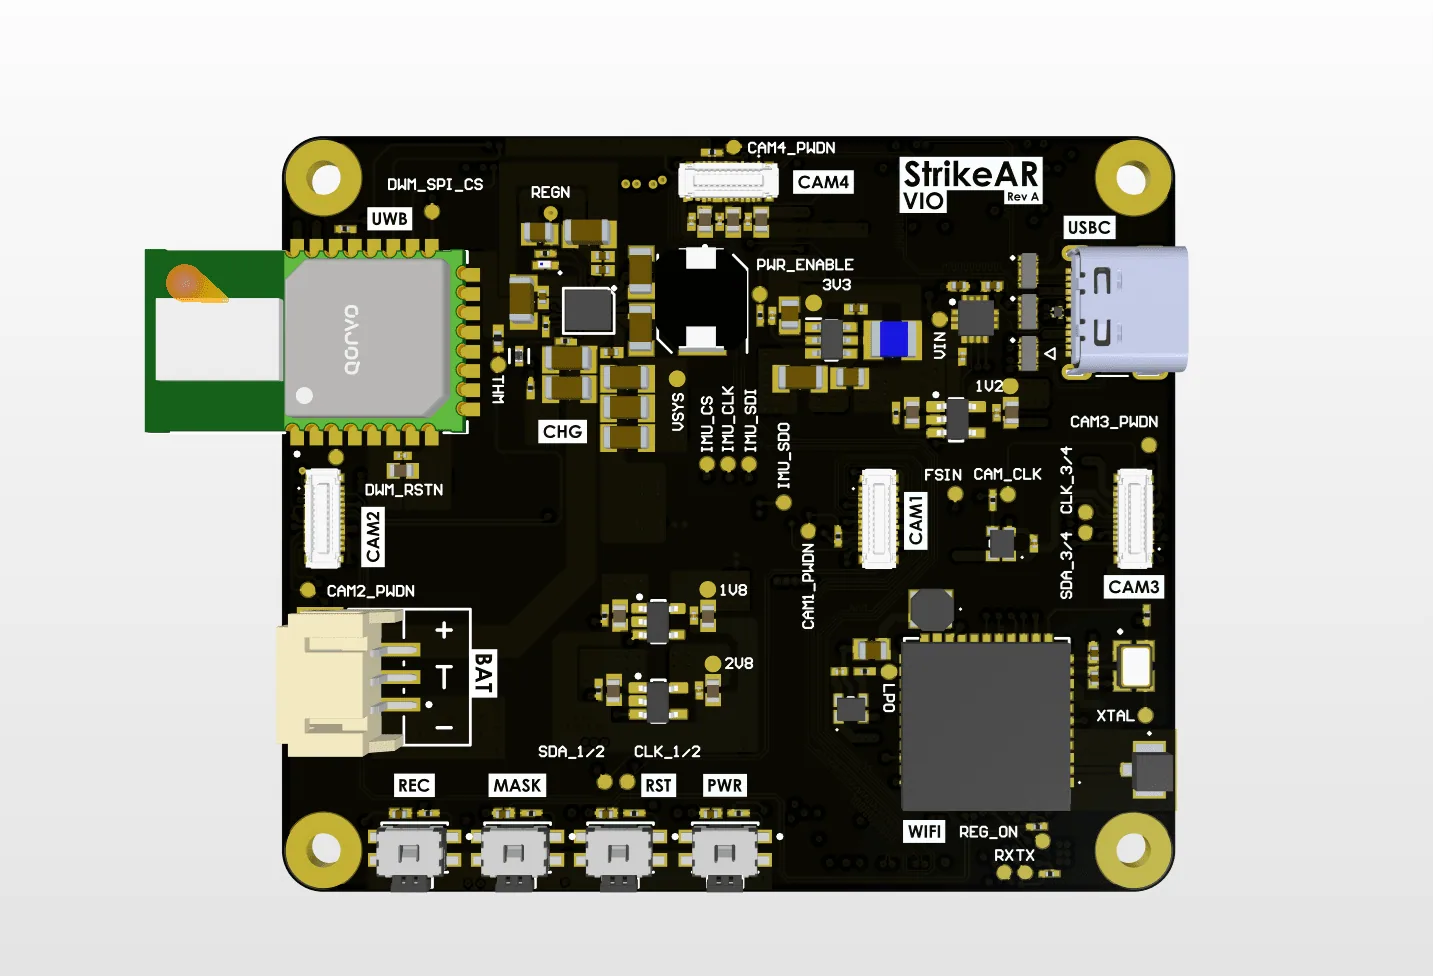 CAM4_PWDN
CAM4
StrikeAR
VIO
Rev A
DWM_SPI_CS
UWB
REGN
USBC
PWR_ENABLE
3V3
Qorvo
VIN
THM
1V2
VSYS
IMU_CS
IMU_CLK
IMU_SDI
IMU_SDO
CHG
CAM3_PWDN
DWM_RSTN
CAM2
CAM1
FSIN
CAM_CLK
CLK_3/4
SDA_3/4
CAM3
CAM1_PWDN
CAM2_PWDN
1V8
+
T
-
BAT
2V8
LPO
XTAL
SDA_1/2
CLK_1/2
REC
MASK
RST
PWR
WIFI
REG_ON
RXTX